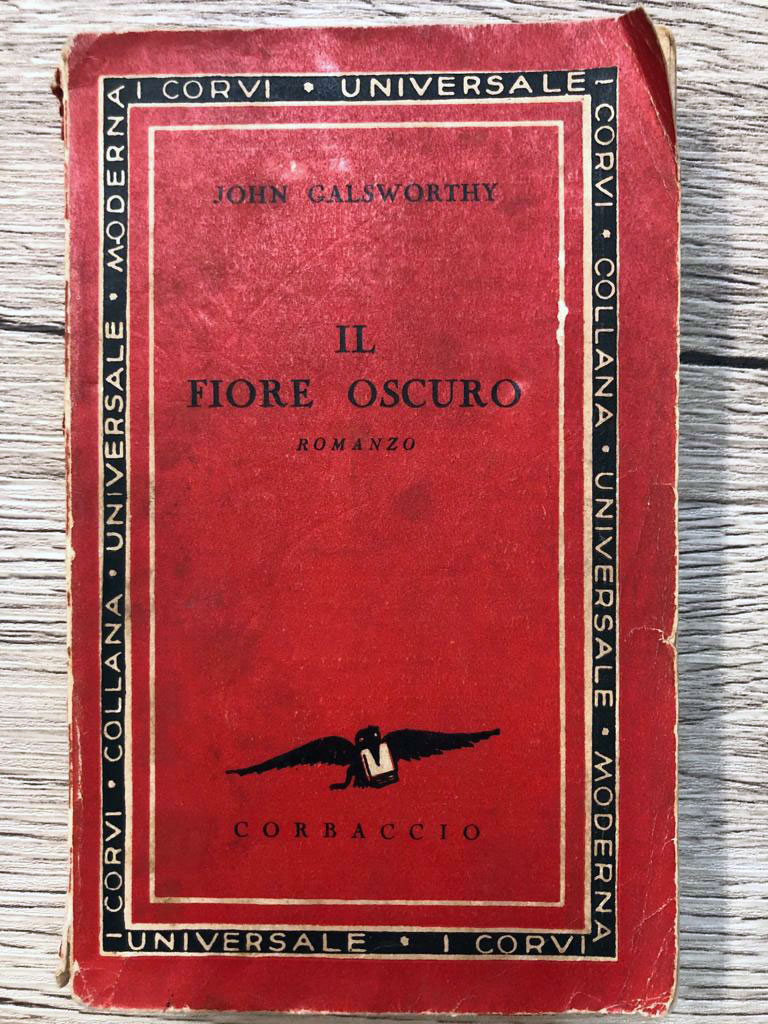 I CORVI * UNIVERSALE
I CORVI * COLLANA • UNIVERSALE * MODERNA
I CORVI • COLLANA • UNIVERSALE • MODERNA
UNIVERSALE * I CORVI
JOHN GALSWORTHY
IL
FIORE OSCURO
ROMANZO
CORBACCIO